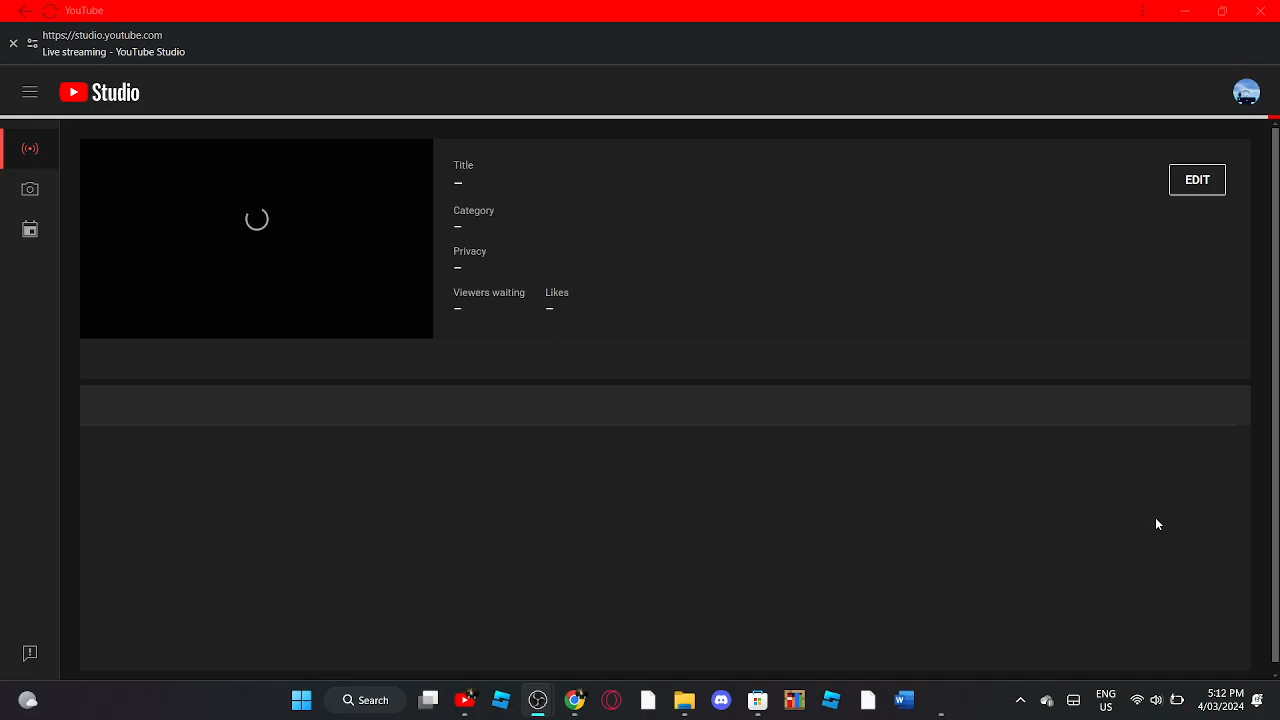 YouTube
https://studio.youtube.com
Live streaming - YouTube Studio
Studio
Title
–
EDIT
Category
–
Privacy
–
Viewers waiting Likes
– –
Search
ENG
US
5:12 PM
4/03/2024